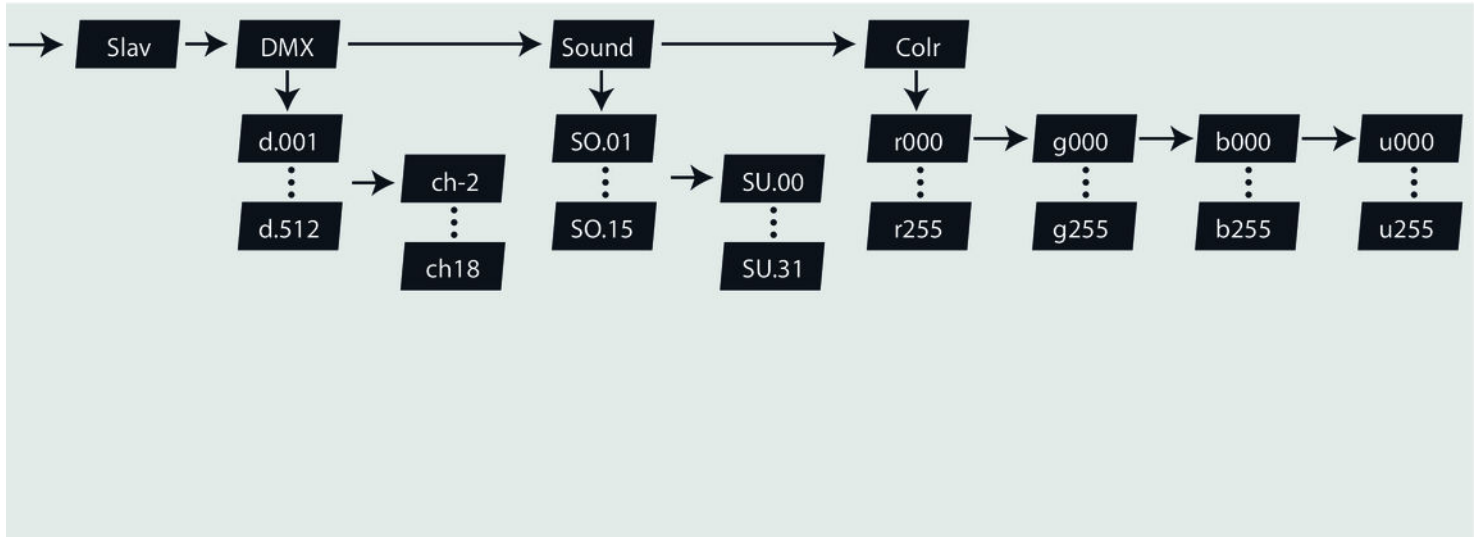 Slav DMX Sound Colr
d.001 SO.01 r000 g000 b000 u000
ch-2 SU.00
d.512 SO.15 r255 g255 b255 u255
ch18 SU.31